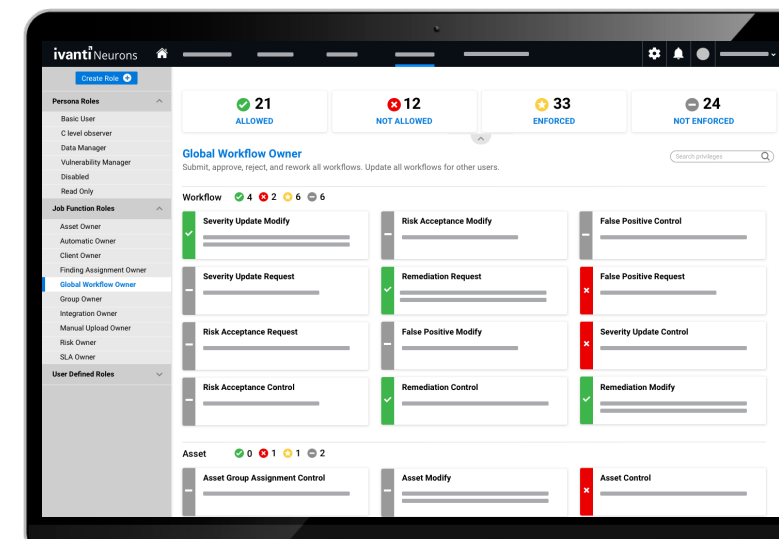 ivanti Neurons
Create Role
Persona Roles
Basic User
C level observer
Data Manager
Vulnerability Manager
Disabled
Read Only
Job Function Roles
Asset Owner
Automatic Owner
Client Owner
Finding Assignment Owner
Global Workflow Owner
Group Owner
Integration Owner
Manual Upload Owner
Risk Owner
SLA Owner
User Defined Roles
21 12 33 24
ALLOWED NOT ALLOWED ENFORCED NOT ENFORCED
Global Workflow Owner
Submit, approve, reject, and rework all workflows. Update all workflows for other users.
Search privileges
Workflow 4 2 6 6
Severity Update Modify Risk Acceptance Modify False Positive Control
Severity Update Request Remediation Request False Positive Request
Risk Acceptance Request False Positive Modify Severity Update Control
Risk Acceptance Control Remediation Control Remediation Modify
Asset 0 1 1 2
Asset Group Assignment Control Asset Modify Asset Control